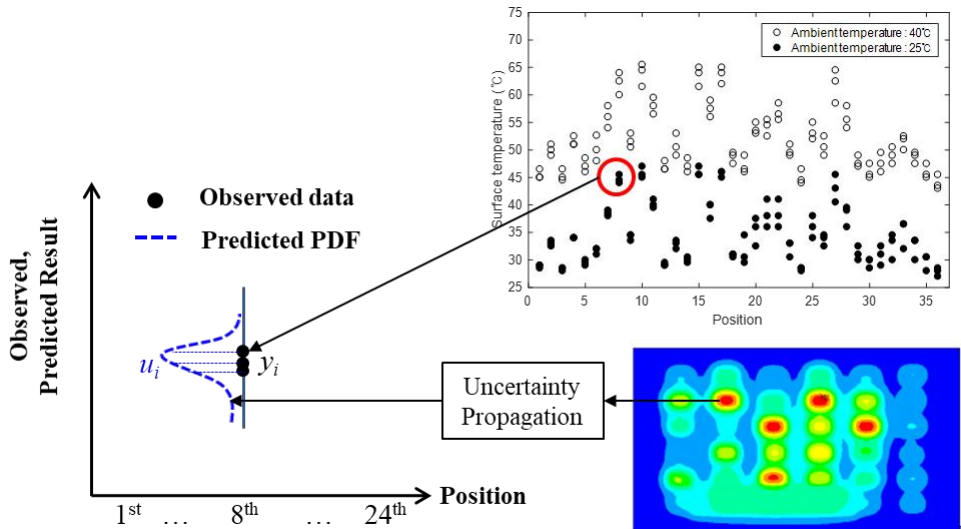 75
70
65
60
55
50
45
40
35
30
25
Surface temperature (℃)
Ambient temperature : 40℃
Ambient temperature : 25℃
0 5 10 15 20 25 30 35
Position
Observed data
Predicted PDF
Observed,
Predicted Result
u_i
y_i
Uncertainty
Propagation
Position
1st … 8th … 24th